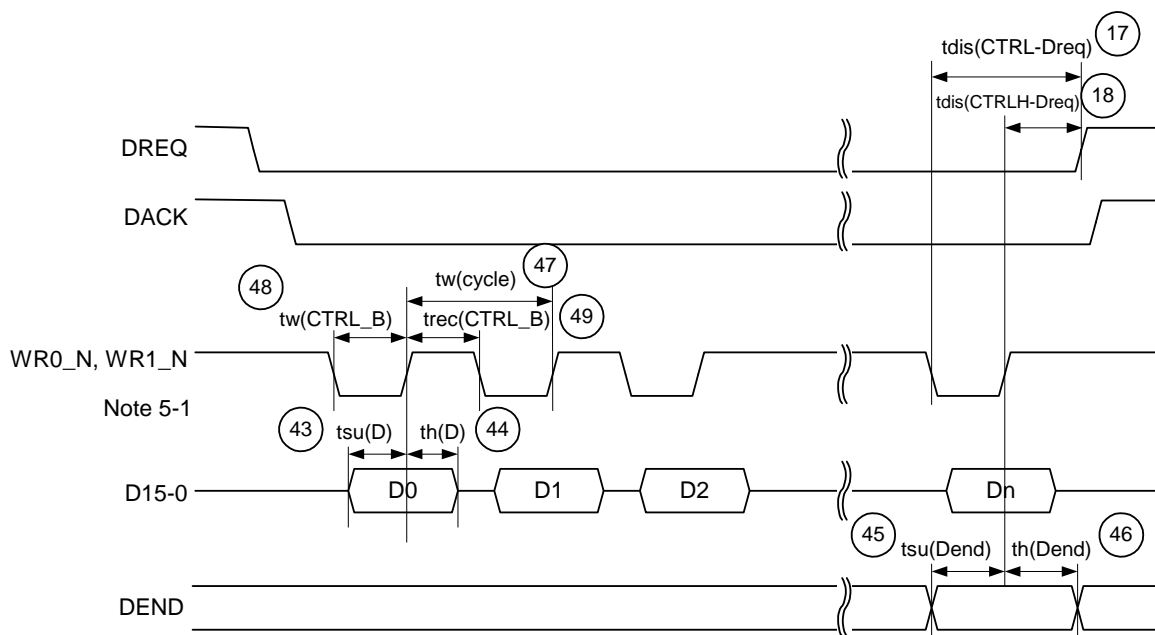 17
tdis(CTRL-Dreq)
tdis(CTRLH-Dreq)
18
DREQ
DACK
47
48
tw(cycle)
tw(CTRL_B)
trec(CTRL_B)
49
WR0_N, WR1_N
Note 5-1
43
tsu(D)
th(D)
44
D15-0
D0
D1
D2
Dn
45
tsu(Dend)
th(Dend)
46
DEND